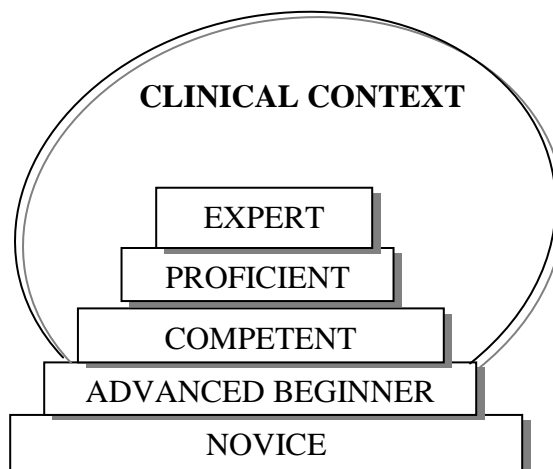 CLINICAL CONTEXT
EXPERT
PROFICIENT
COMPETENT
ADVANCED BEGINNER
NOVICE